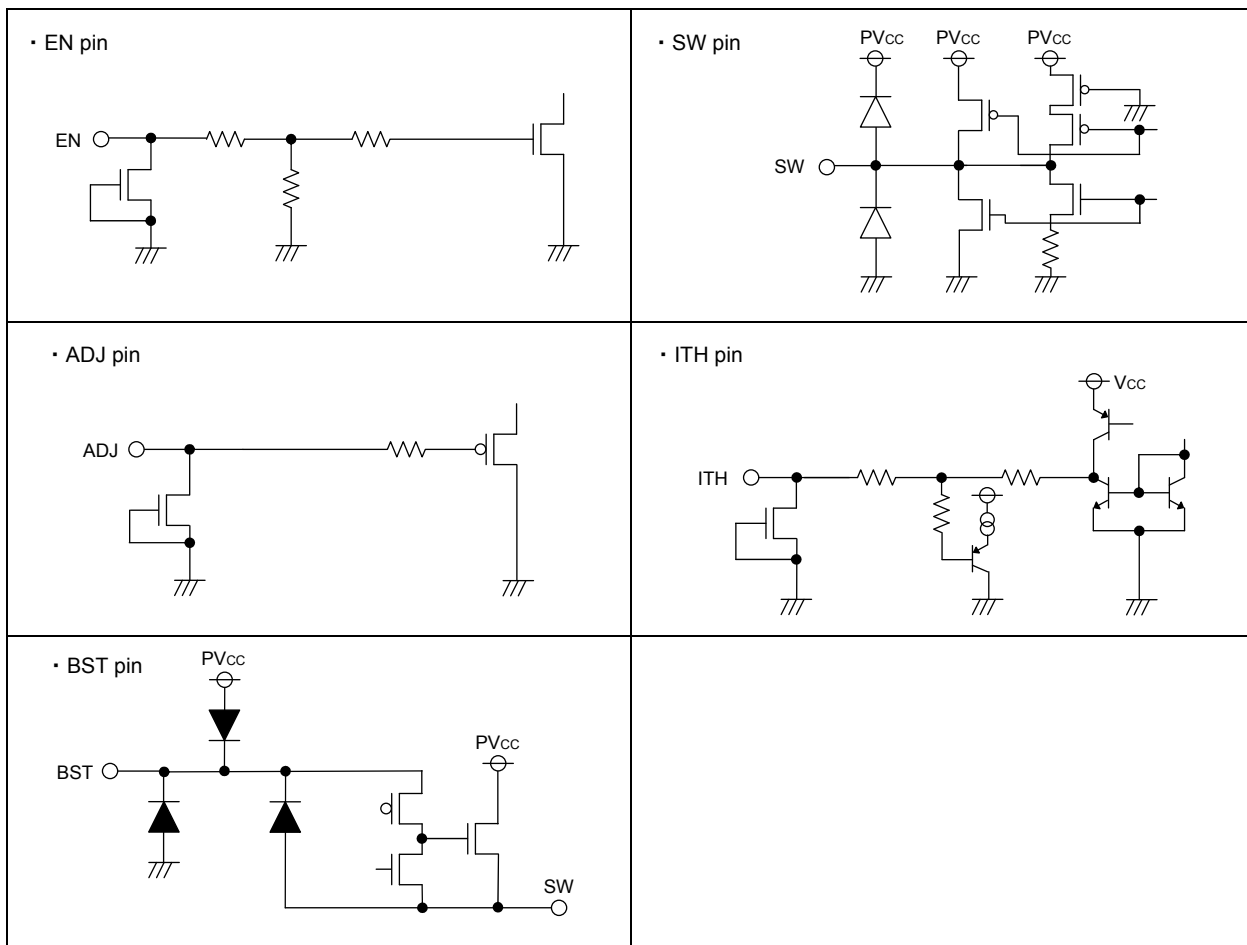 ・ EN pin
EN
・ SW pin
PVCC PVCC PVCC
SW
・ ADJ pin
ADJ
・ ITH pin
VCC
ITH
・ BST pin
PVCC
PVCC
BST
SW